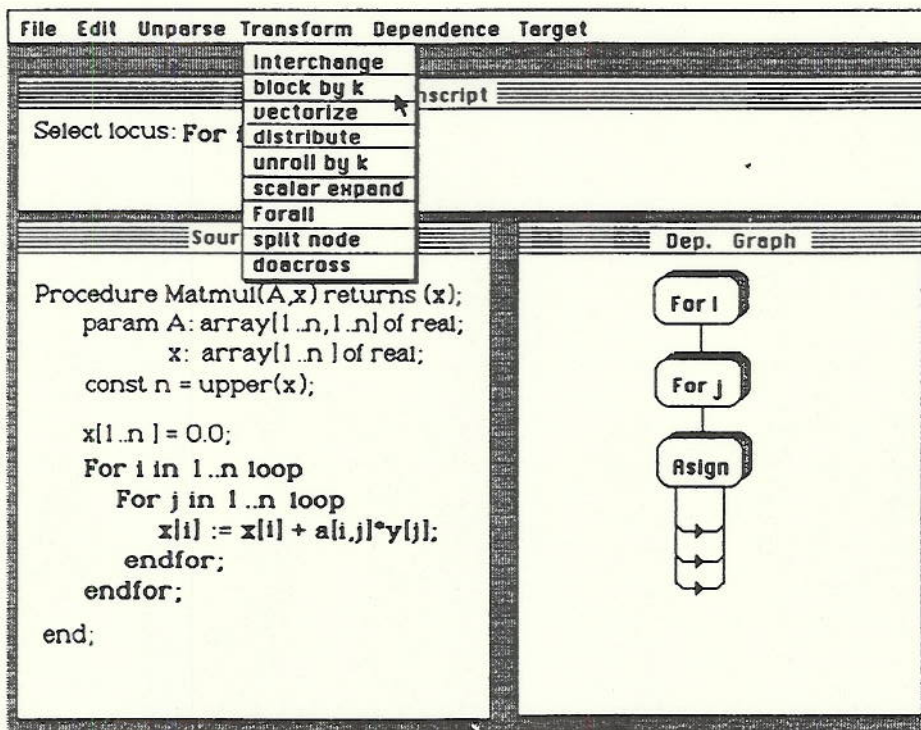 File Edit Unparse Transform Dependence Target
interchange
block by k
vectorize
distribute
unroll by k
scalar expand
Forall
split node
doacross
nscript
Select locus: For i
Sour
Procedure Matmul(A,x) returns (x);
param A: array[1..n,1..n] of real;
x: array[1..n ] of real;
const n = upper(x);
x[1..n ] = 0.0;
For i in 1..n loop
For j in 1..n loop
x[i] := x[i] + a[i,j]*y[j];
endfor;
endfor;
end;
Dep. Graph
For i
For j
Asign